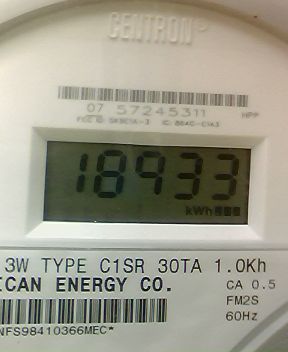 CENTRON®
07 57245311 HPP
18933
kWh
3W TYPE C1SR 30TA 1.0Kh
ICAN ENERGY CO. CA 0.5
FM2S
60Hz
NFS98410366MEC*